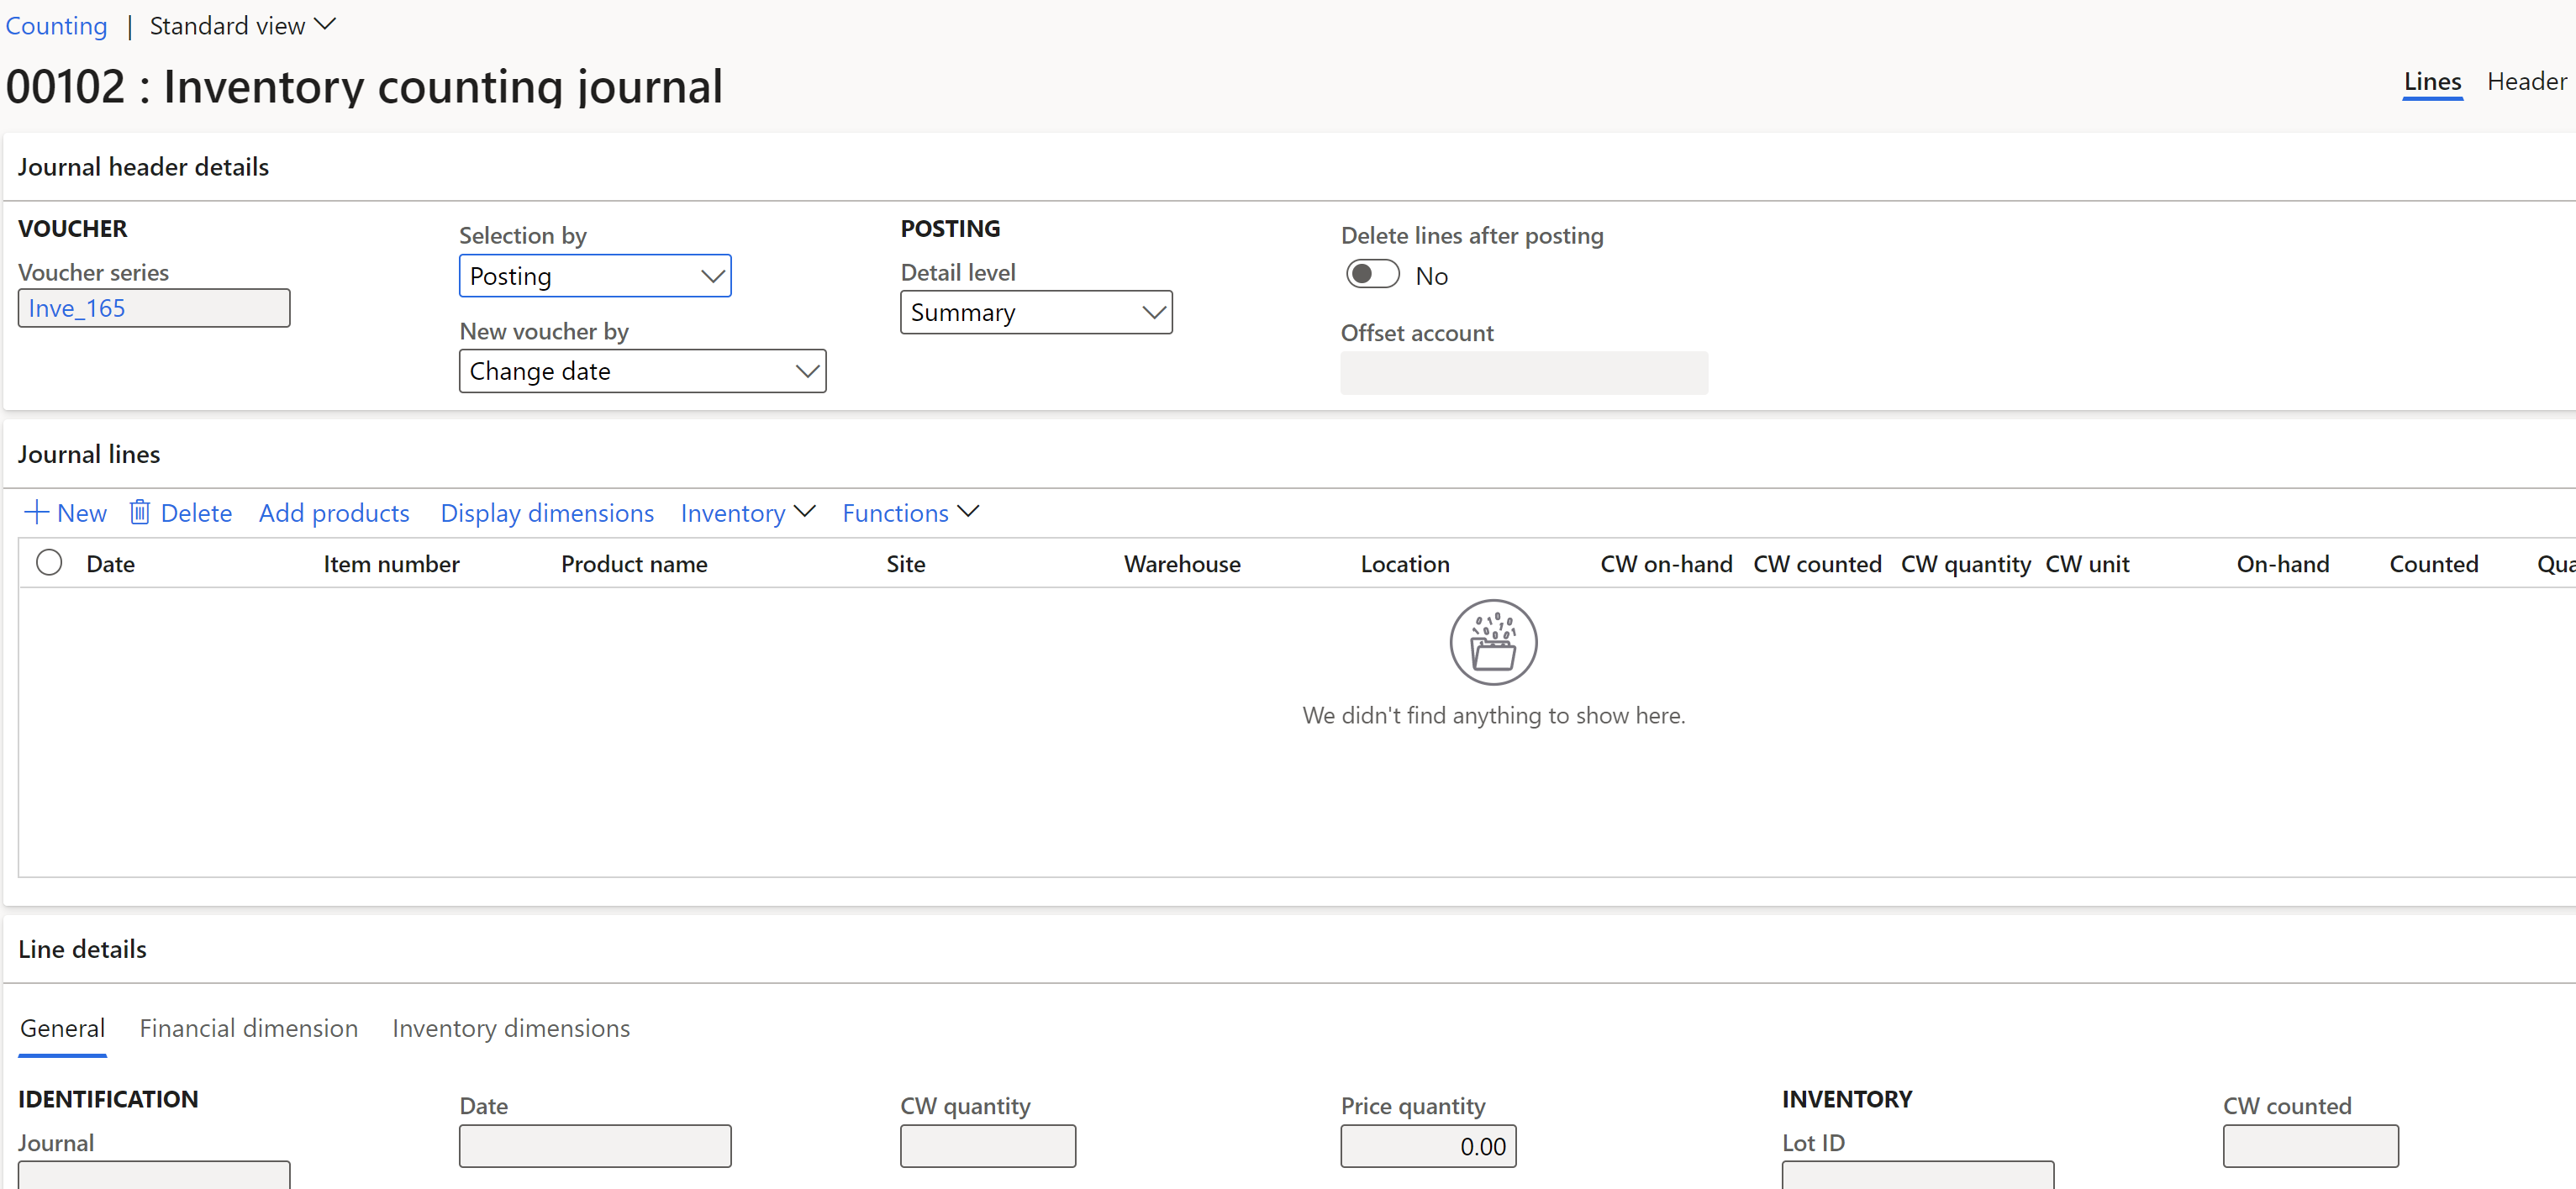 Counting | Standard view
00102 : Inventory counting journal
Lines Header
Journal header details
VOUCHER
Voucher series
Inve_165
Selection by
Posting
New voucher by
Change date
POSTING
Detail level
Summary
Delete lines after posting
No
Offset account
Journal lines
New Delete Add products Display dimensions Inventory Functions
Date Item number Product name Site Warehouse Location CW on-hand CW counted CW quantity CW unit On-hand Counted Qua
We didn't find anything to show here.
Line details
General Financial dimension Inventory dimensions
IDENTIFICATION
Journal
Date
CW quantity
Price quantity
0.00
INVENTORY
Lot ID
CW counted